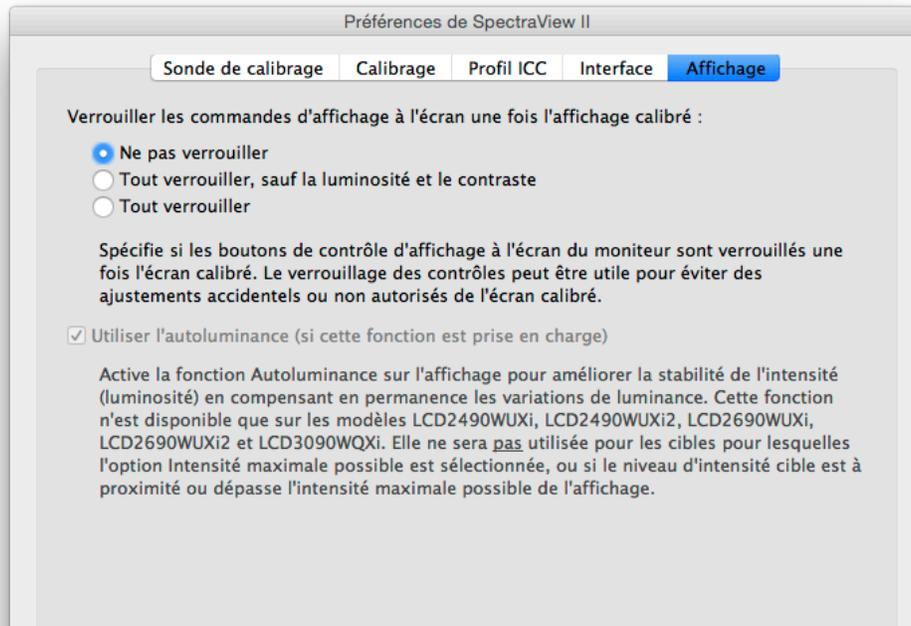 Préférences de SpectraView II
Sonde de calibrage
Calibrage
Profil ICC
Interface
Affichage
Verrouiller les commandes d'affichage à l'écran une fois l'affichage calibré :
Ne pas verrouiller
Tout verrouiller, sauf la luminosité et le contraste
Tout verrouiller
Spécifie si les boutons de contrôle d'affichage à l'écran du moniteur sont verrouillés une
fois l'écran calibré. Le verrouillage des contrôles peut être utile pour éviter des
ajustements accidentels ou non autorisés de l'écran calibré.
Utiliser l'autoluminance (si cette fonction est prise en charge)
Active la fonction Autoluminance sur l'affichage pour améliorer la stabilité de l'intensité
(luminosité) en compensant en permanence les variations de luminance. Cette fonction
n'est disponible que sur les modèles LCD2490WUXi, LCD2490WUXi2, LCD2690WUXi,
LCD2690WUXi2 et LCD3090WQXi. Elle ne sera pas utilisée pour les cibles pour lesquelles
l'option Intensité maximale possible est sélectionnée, ou si le niveau d'intensité cible est à
proximité ou dépasse l'intensité maximale possible de l'affichage.